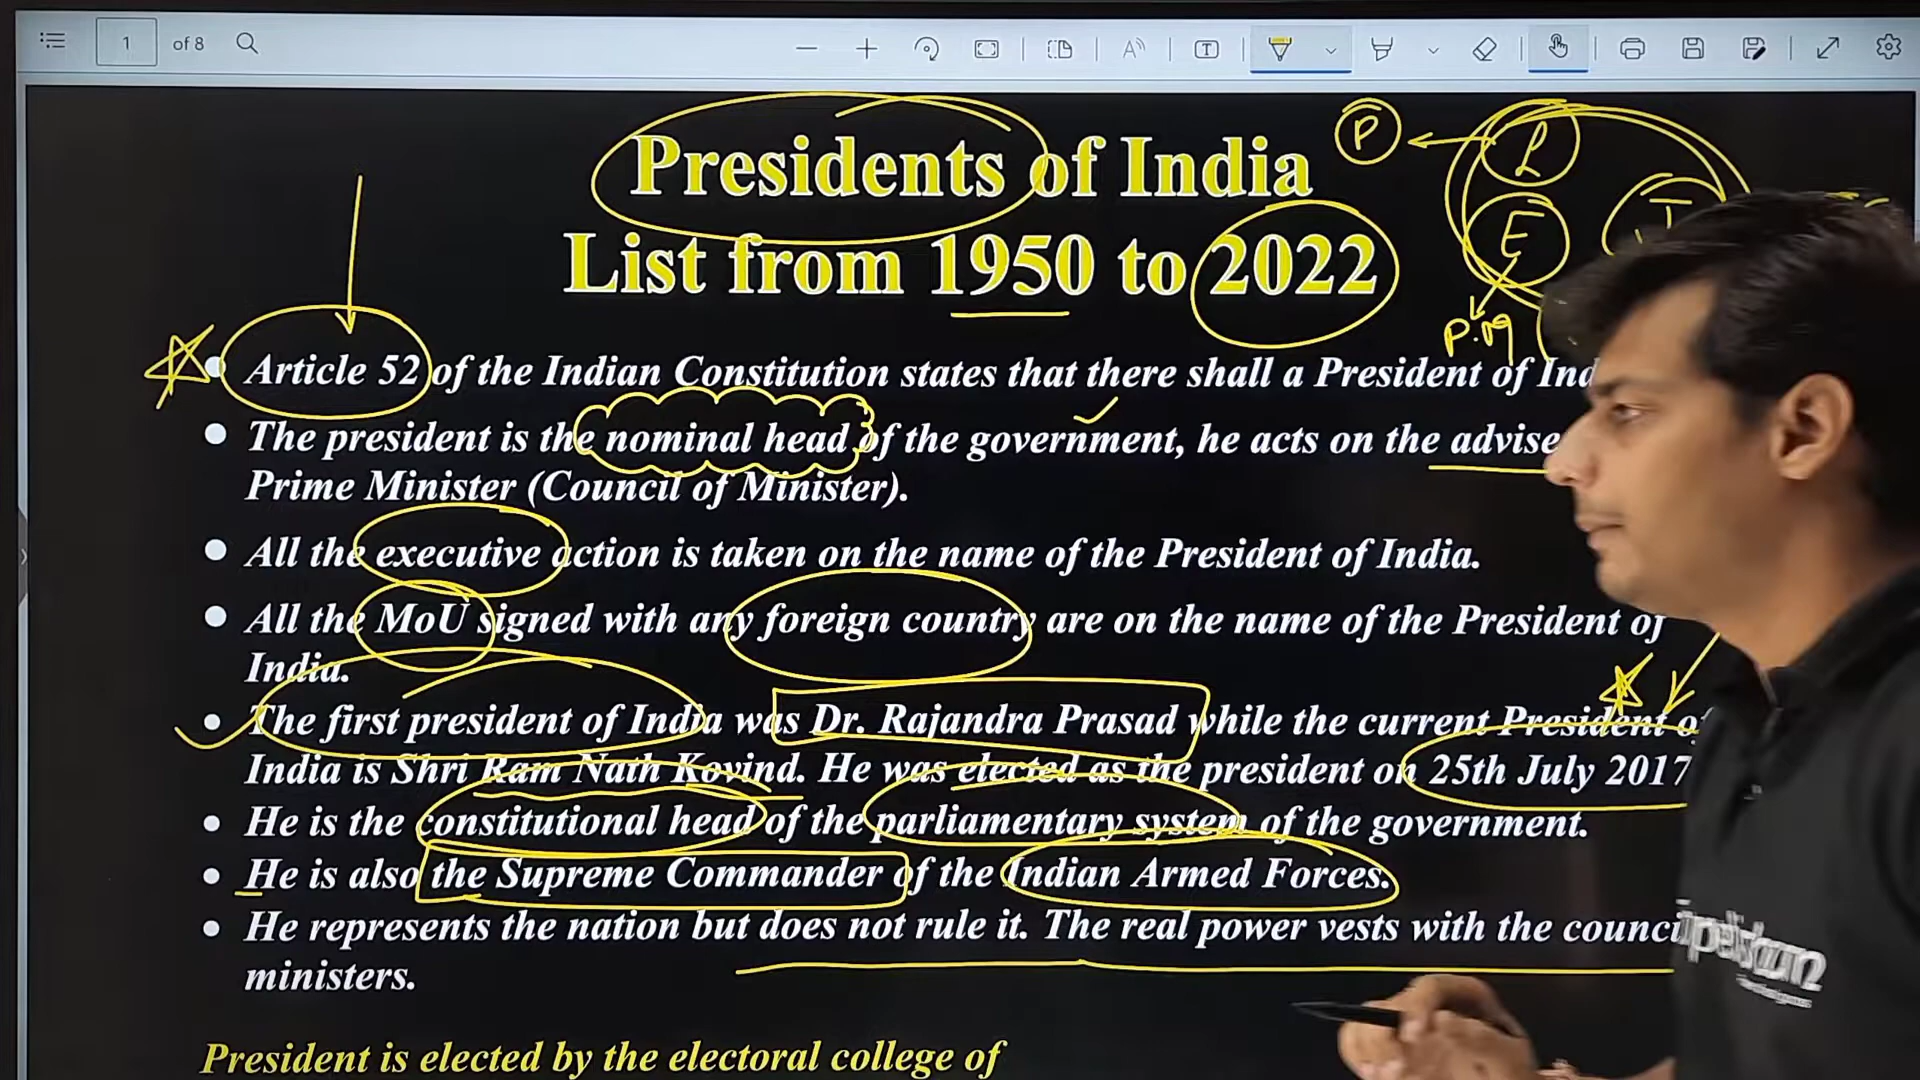 1 of 8
Presidents of India
List from 1950 to 2022
P
L
E
J
P.M
Article 52 of the Indian Constitution states that there shall a President of
The president is the nominal head of the government, he acts on the advise
Prime Minister (Council of Minister).
All the executive action is taken on the name of the President of India.
All the MoU signed with any foreign country are on the name of the President of
India.
The first president of India was Dr. Rajandra Prasad while the current President of
India is Shri Ram Nath Kovind. He was elected as the president on 25th July 2017
He is the constitutional head of the parliamentary system of the government.
He is also the Supreme Commander of the Indian Armed Forces.
He represents the nation but does not rule it. The real power vests with the
ministers.
President is elected by the electoral college of